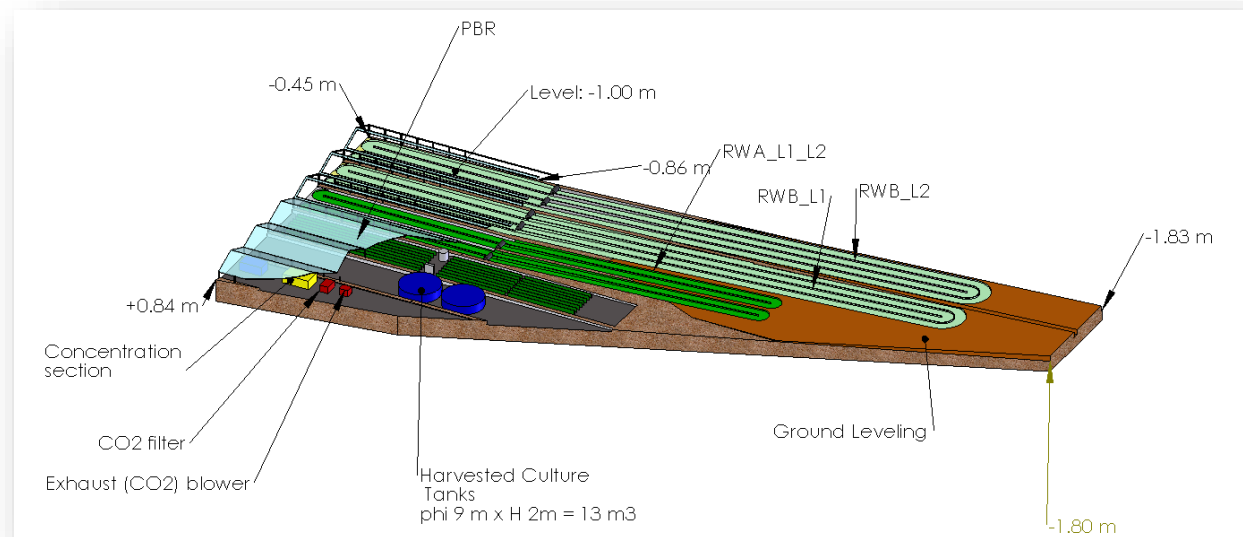 PBR
-0.45 m
Level: -1.00 m
-0.86 m
RWA_L1_L2
RWB_L1
RWB_L2
-1.83 m
+0.84 m
Concentration
section
CO2 filter
Exhaust (CO2) blower
Harvested Culture
Tanks
phi 9 m x H 2m = 13 m3
Ground Leveling
-1.80 m